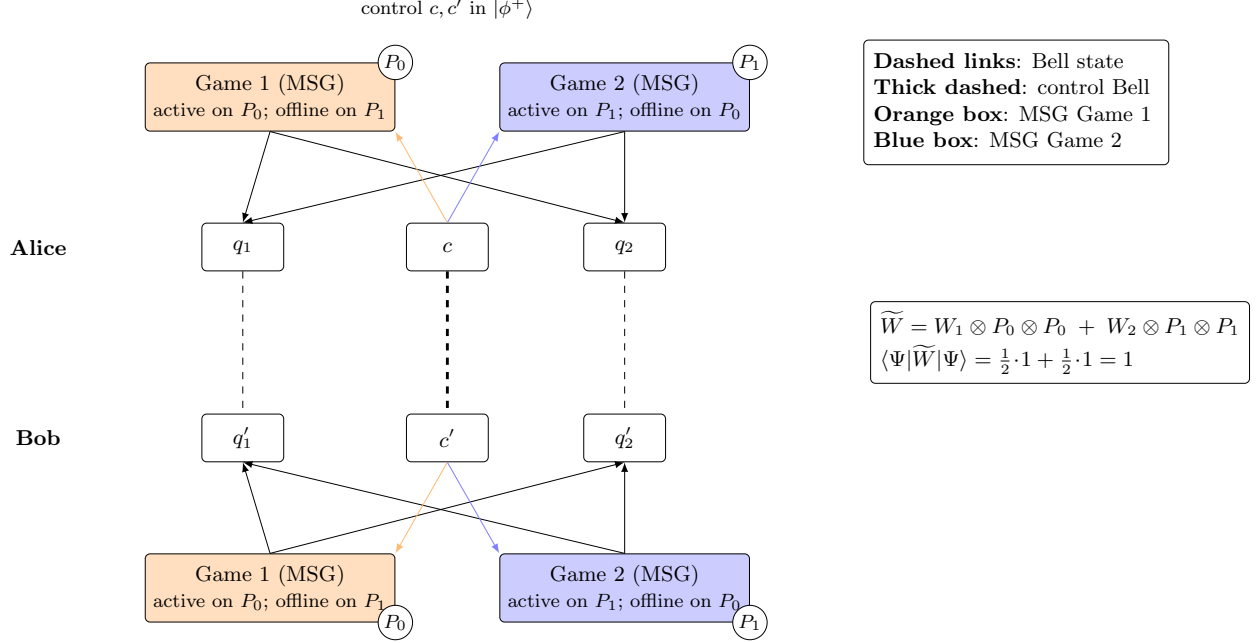 control c, c′ in |ϕ⁺⟩
P₀
P₁
Game 1 (MSG)
active on P₀; offline on P₁
Game 2 (MSG)
active on P₁; offline on P₀
Dashed links: Bell state
Thick dashed: control Bell
Orange box: MSG Game 1
Blue box: MSG Game 2
Alice
q₁
c
q₂
W̃ = W₁ ⊗ P₀ ⊗ P₀ + W₂ ⊗ P₁ ⊗ P₁
⟨Ψ|W̃|Ψ⟩ = ½·1 + ½·1 = 1
Bob
q′₁
c′
q′₂
Game 1 (MSG)
active on P₀; offline on P₁
Game 2 (MSG)
active on P₁; offline on P₀
P₀
P₁